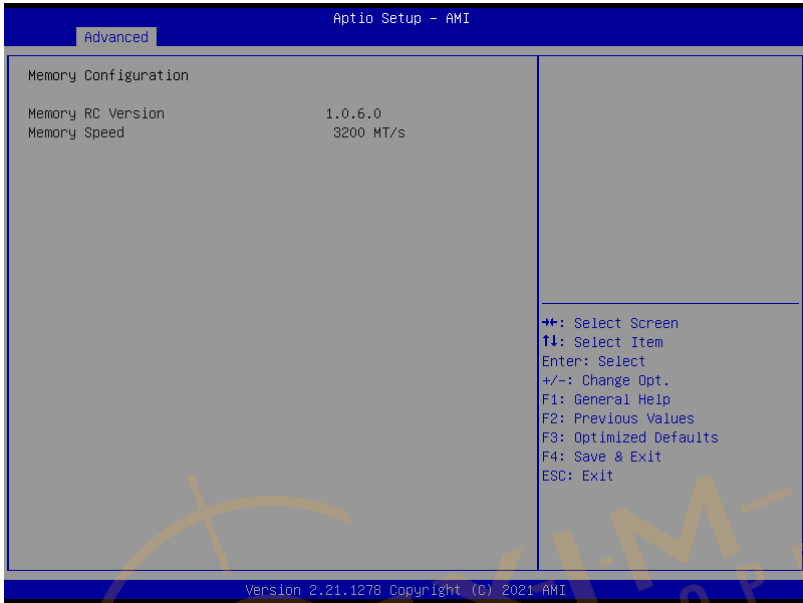 Aptio Setup – AMI
Advanced
Memory Configuration
Memory RC Version 1.0.6.0
Memory Speed 3200 MT/s
→←: Select Screen
↑↓: Select Item
Enter: Select
+/-: Change Opt.
F1: General Help
F2: Previous Values
F3: Optimized Defaults
F4: Save & Exit
ESC: Exit
Version 2.21.1278 Copyright (C) 2021 AMI